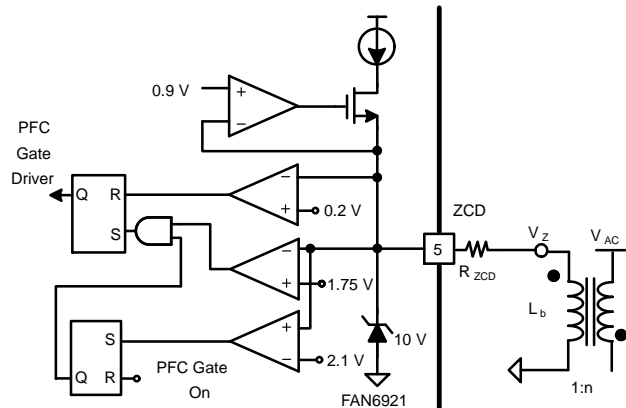 0.9 V
+
−
PFC
Gate
Driver
Q
R
S
−
+
0.2 V
ZCD
5
R ZCD
V Z
V AC
−
+
1.75 V
L b
S
Q
R
PFC Gate
On
+
−
2.1 V
10 V
FAN6921
1:n